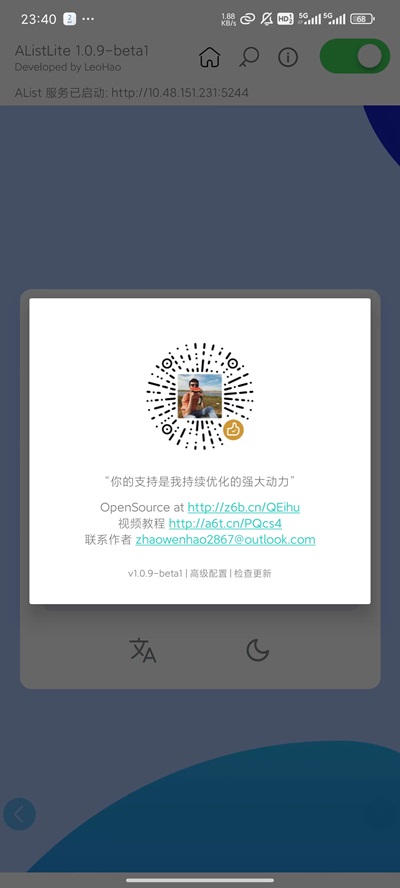 23:40
2
1.88
KB/s
HD
5G
5G
68
AListLite 1.0.9-beta1
Developed by LeoHao
AList 服务已启动: http://10.48.151.231:5244
“你的支持是我持续优化的强大动力”
OpenSource at http://z6b.cn/QEihu
视频教程 http://a6t.cn/PQcs4
联系作者 zhaowenhao2867@outlook.com
v1.0.9-beta1 | 高级配置 | 检查更新
文A